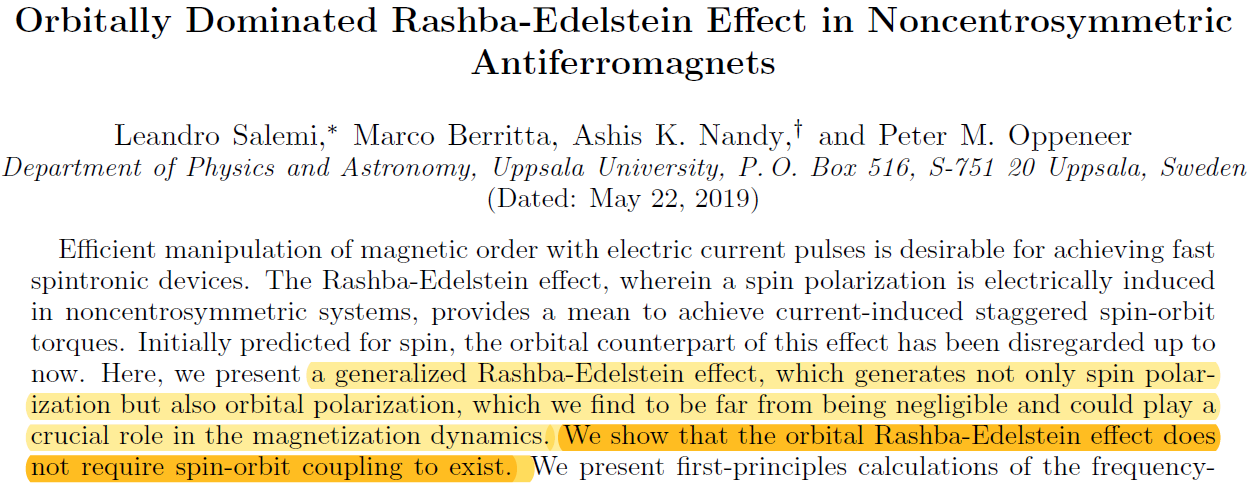 Orbitally Dominated Rashba-Edelstein Effect in Noncentrosymmetric
Antiferromagnets
Leandro Salemi,* Marco Berritta, Ashis K. Nandy,† and Peter M. Oppeneer
Department of Physics and Astronomy, Uppsala University, P. O. Box 516, S-751 20 Uppsala, Sweden
(Dated: May 22, 2019)
Efficient manipulation of magnetic order with electric current pulses is desirable for achieving fast
spintronic devices. The Rashba-Edelstein effect, wherein a spin polarization is electrically induced
in noncentrosymmetric systems, provides a mean to achieve current-induced staggered spin-orbit
torques. Initially predicted for spin, the orbital counterpart of this effect has been disregarded up to
now. Here, we present a generalized Rashba-Edelstein effect, which generates not only spin polar-
ization but also orbital polarization, which we find to be far from being negligible and could play a
crucial role in the magnetization dynamics. We show that the orbital Rashba-Edelstein effect does
not require spin-orbit coupling to exist. We present first-principles calculations of the frequency-